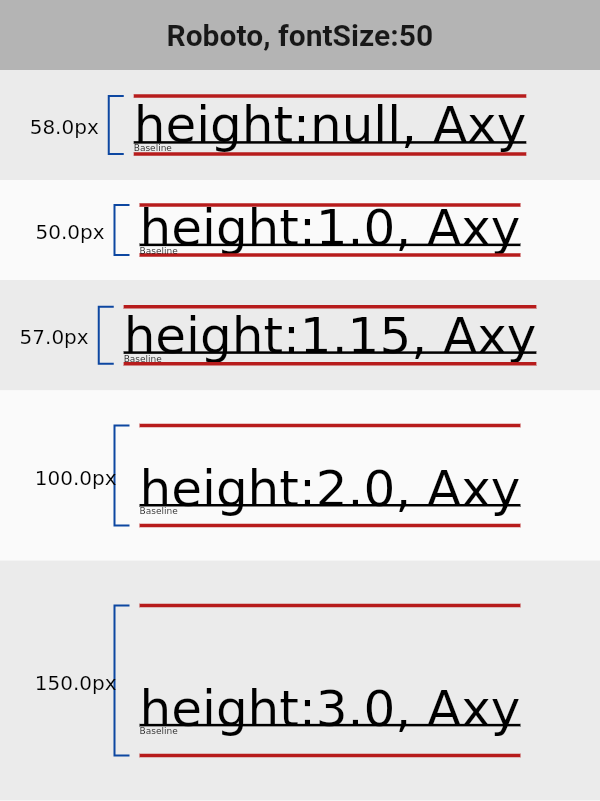 Roboto, fontSize:50
58.0px height:null, Axy
Baseline
50.0px height:1.0, Axy
Baseline
57.0px height:1.15, Axy
Baseline
100.0px height:2.0, Axy
Baseline
150.0px height:3.0, Axy
Baseline